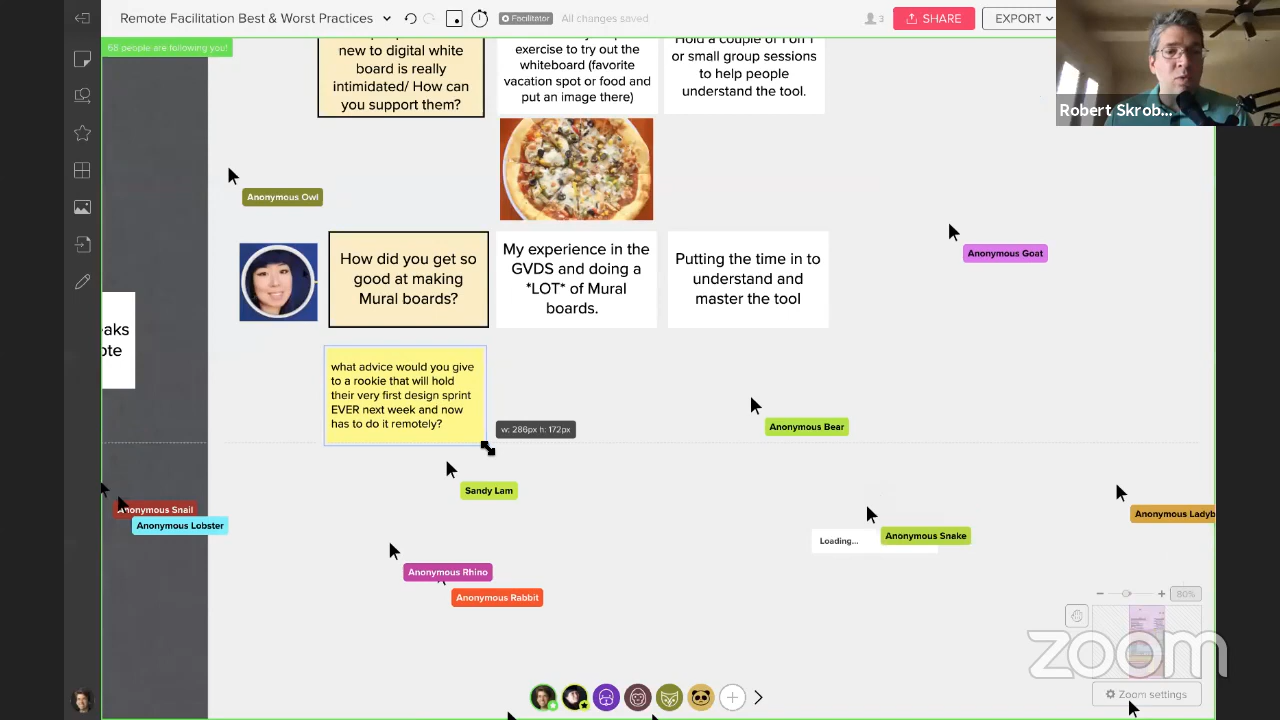 Remote Facilitation Best & Worst Practices
Facilitator
All changes saved
3
SHARE
EXPORT
68 people are following you!
Robert Skrob...
new to digital white
board is really
intimidated/ How can
you support them?
exercise to try out the
whiteboard (favorite
vacation spot or food and
put an image there)
or small group sessions
to help people
understand the tool.
Anonymous Owl
Anonymous Goat
How did you get so
good at making
Mural boards?
My experience in the
GVDS and doing a
*LOT* of Mural
boards.
Putting the time in to
understand and
master the tool
eaks
ote
what advice would you give
to a rookie that will hold
their very first design sprint
EVER next week and now
has to do it remotely?
w: 286px h: 172px
Anonymous Bear
Sandy Lam
Anonymous Snail
Anonymous Lobster
Anonymous Ladyb
Loading...
Anonymous Snake
Anonymous Rhino
Anonymous Rabbit
80%
zoom
Zoom settings